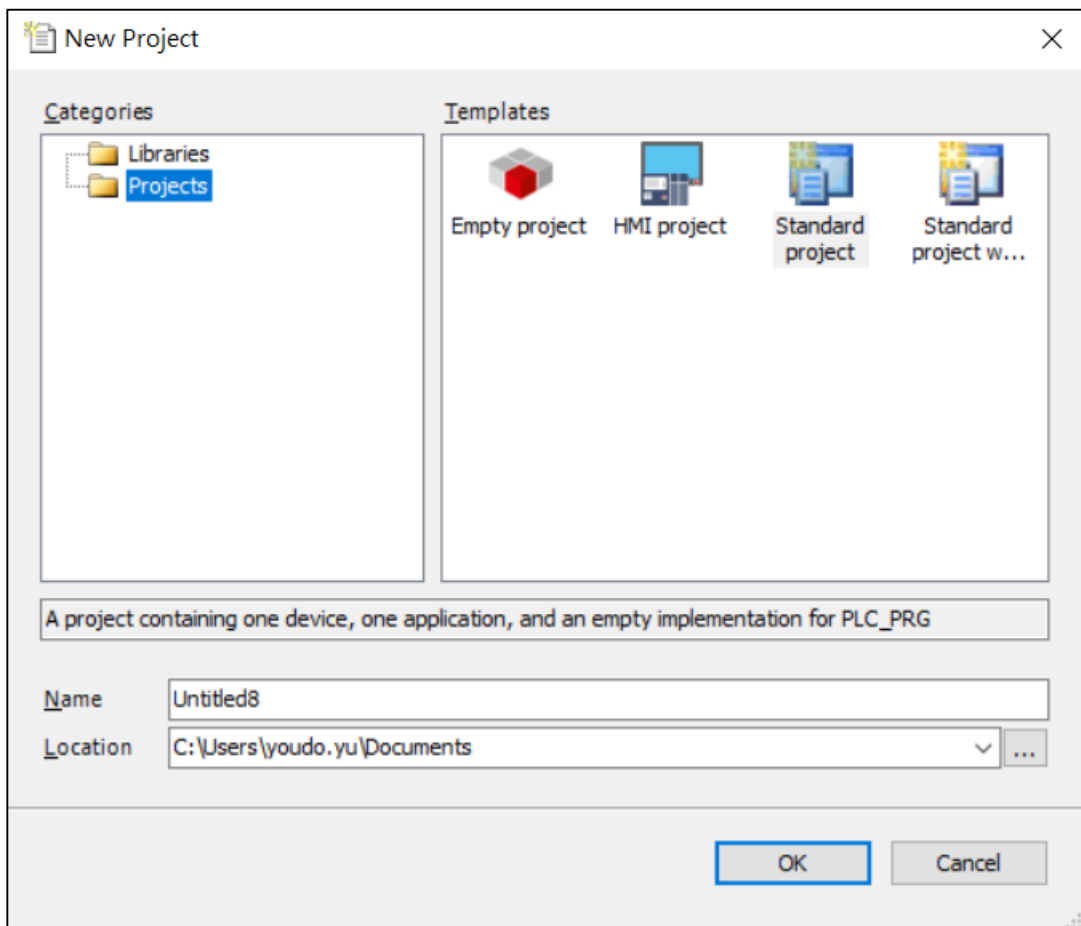 New Project
Categories
Templates
Libraries
Projects
Empty project
HMI project
Standard
project
Standard
project w...
A project containing one device, one application, and an empty implementation for PLC_PRG
Name
Untitled8
Location
C:\Users\youdo.yu\Documents
...
OK
Cancel